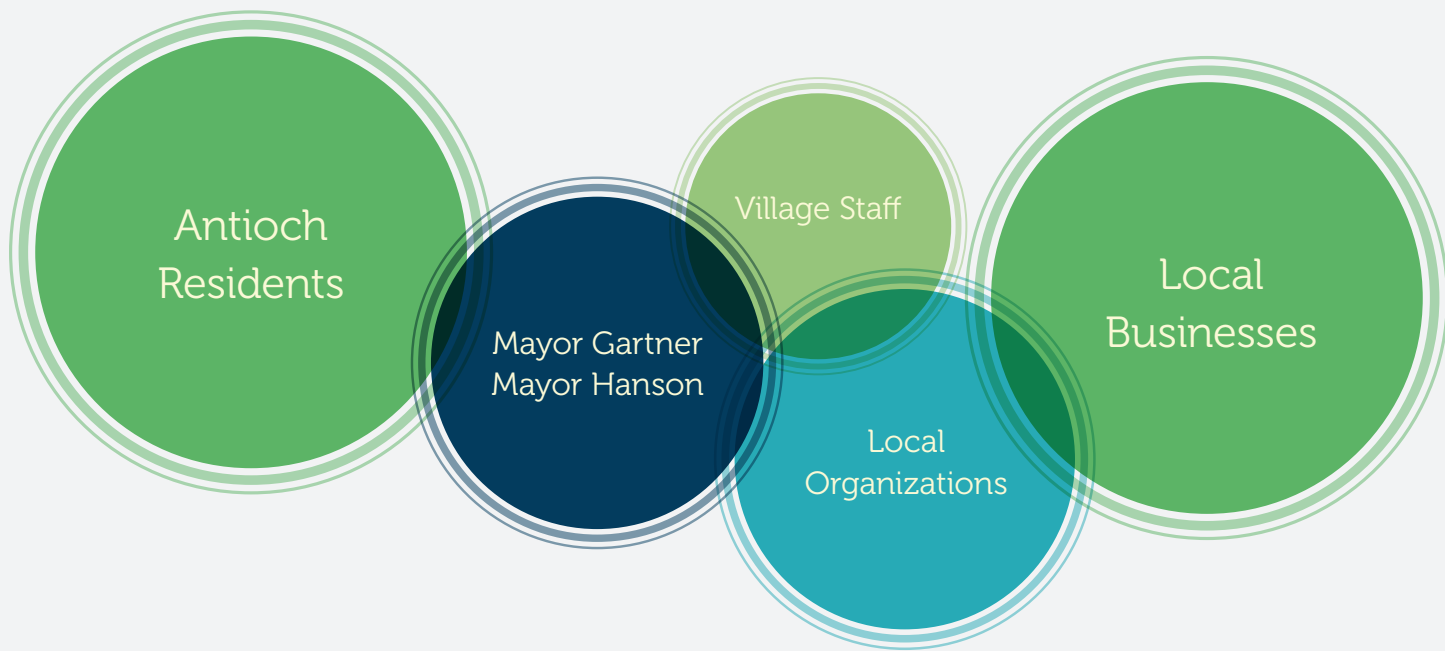 Antioch
Residents
Mayor Gartner
Mayor Hanson
Village Staff
Local
Organizations
Local
Businesses